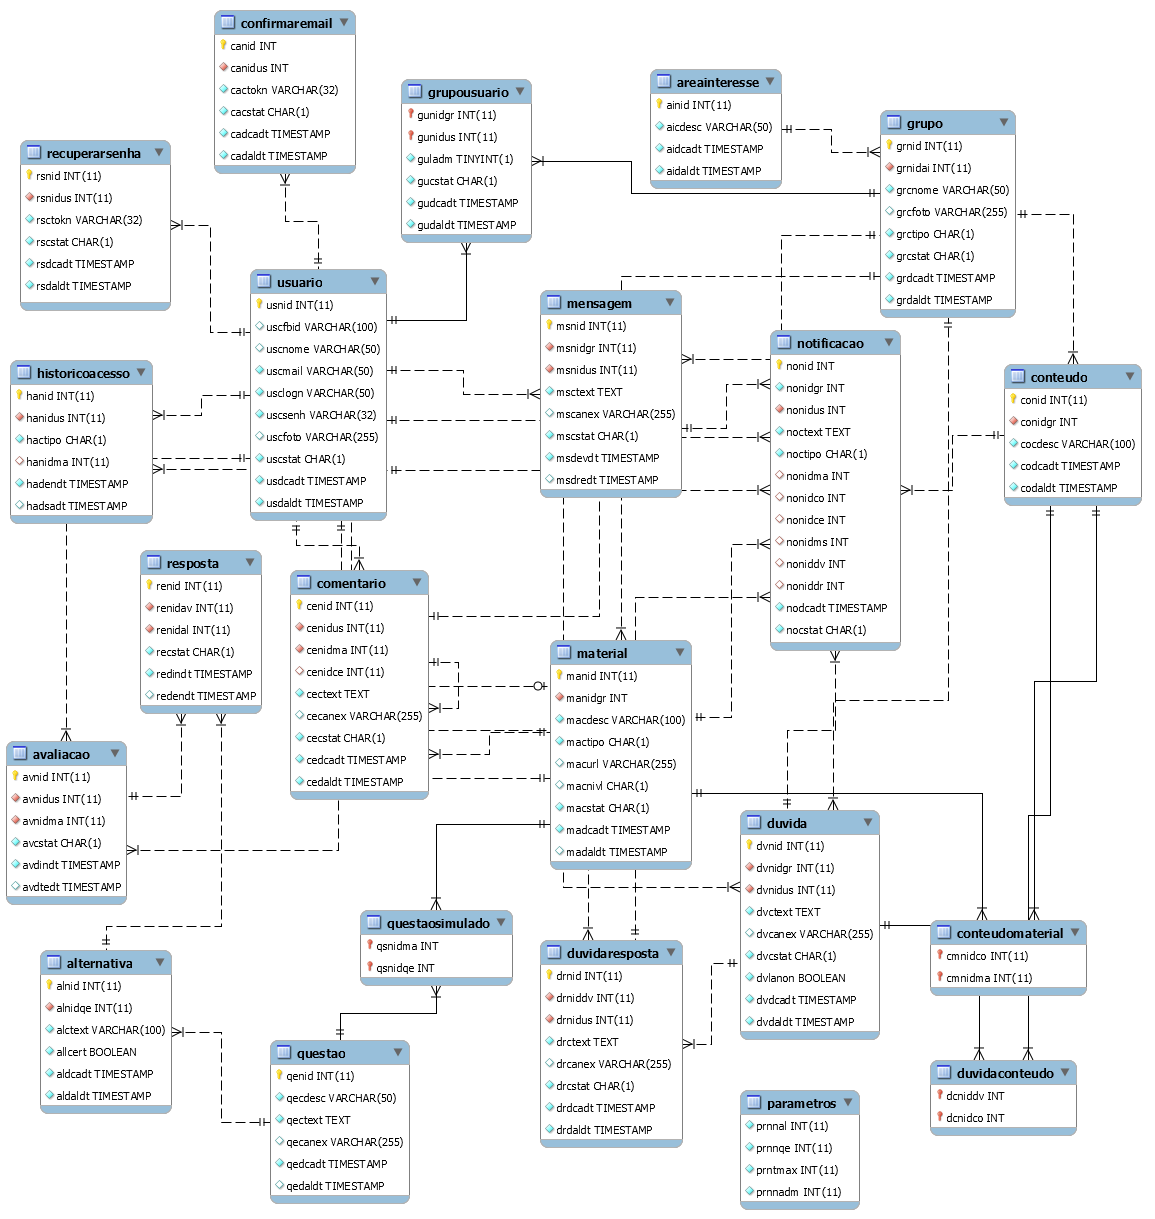 confirmaremail
canid INT
canidus INT
cactokn VARCHAR(32)
cacstat CHAR(1)
cadcadt TIMESTAMP
cadaldt TIMESTAMP
grupousuario
gunidgr INT(11)
gunidus INT(11)
guladm TINYINT(1)
gucstat CHAR(1)
gudcadt TIMESTAMP
gudaldt TIMESTAMP
areainteresse
ainid INT(11)
aicdesc VARCHAR(50)
aidcadt TIMESTAMP
aidaldt TIMESTAMP
grupo
grnid INT(11)
grnidai INT(11)
grcnome VARCHAR(50)
grcfoto VARCHAR(255)
grctipo CHAR(1)
grcstat CHAR(1)
grdcadt TIMESTAMP
grdaldt TIMESTAMP
recuperarsenha
rsnid INT(11)
rsnidus INT(11)
rsctokn VARCHAR(32)
rscstat CHAR(1)
rsdcadt TIMESTAMP
rsdaldt TIMESTAMP
usuario
usnid INT(11)
uscfbid VARCHAR(100)
uscnome VARCHAR(50)
uscmail VARCHAR(50)
usclogn VARCHAR(50)
uscsenh VARCHAR(32)
uscfoto VARCHAR(255)
uscstat CHAR(1)
usdcadt TIMESTAMP
usdaldt TIMESTAMP
mensagem
msnid INT(11)
msnidgr INT(11)
msnidus INT(11)
msctext TEXT
mscanex VARCHAR(255)
mscstat CHAR(1)
msdevdt TIMESTAMP
msdredt TIMESTAMP
notificacao
nonid INT
nonidgr INT
nonidus INT
noctext TEXT
noctipo CHAR(1)
nonidma INT
nonidco INT
nonidce INT
nonidms INT
noniddv INT
noniddr INT
nodcadt TIMESTAMP
nocstat CHAR(1)
conteudo
conid INT(11)
conidgr INT
cocdesc VARCHAR(100)
codcadt TIMESTAMP
codaldt TIMESTAMP
historicoacesso
hanid INT(11)
hanidus INT(11)
hactipo CHAR(1)
hanidma INT(11)
hadendt TIMESTAMP
hadsadt TIMESTAMP
resposta
renid INT(11)
renidav INT(11)
renidal INT(11)
recstat CHAR(1)
redindt TIMESTAMP
redendt TIMESTAMP
comentario
cenid INT(11)
cenidus INT(11)
cenidma INT(11)
cenidce INT(11)
cectext TEXT
cecanex VARCHAR(255)
cecstat CHAR(1)
cedcadt TIMESTAMP
cedaldt TIMESTAMP
material
manid INT(11)
manidgr INT
macdesc VARCHAR(100)
mactipo CHAR(1)
macurl VARCHAR(255)
macnivl CHAR(1)
macstat CHAR(1)
madcadt TIMESTAMP
madaldt TIMESTAMP
avaliacao
avnid INT(11)
avnidus INT(11)
avnidma INT(11)
avcstat CHAR(1)
avdindt TIMESTAMP
avdtedt TIMESTAMP
duvida
dvnid INT(11)
dvnidgr INT(11)
dvnidus INT(11)
dvctext TEXT
dvcanex VARCHAR(255)
dvcstat CHAR(1)
dvlanon BOOLEAN
dvdcadt TIMESTAMP
dvdaldt TIMESTAMP
questaosimulado
qsnidma INT
qsnidqe INT
conteudomaterial
cmnidco INT(11)
cmnidma INT(11)
alternativa
alnid INT(11)
alnidqe INT(11)
alctext VARCHAR(100)
allcert BOOLEAN
aldcadt TIMESTAMP
aldaldt TIMESTAMP
duvidaresposta
drnid INT(11)
drniddv INT(11)
drnidus INT(11)
drctext TEXT
drcanex VARCHAR(255)
drcstat CHAR(1)
drdcadt TIMESTAMP
drdaldt TIMESTAMP
questao
qenid INT(11)
qecdesc VARCHAR(50)
qectext TEXT
qecanex VARCHAR(255)
qedcadt TIMESTAMP
qedaldt TIMESTAMP
duvidaconteudo
dcniddv INT
dcnidco INT
parametros
prnnal INT(11)
prnnqe INT(11)
prntmax INT(11)
prnnadm INT(11)